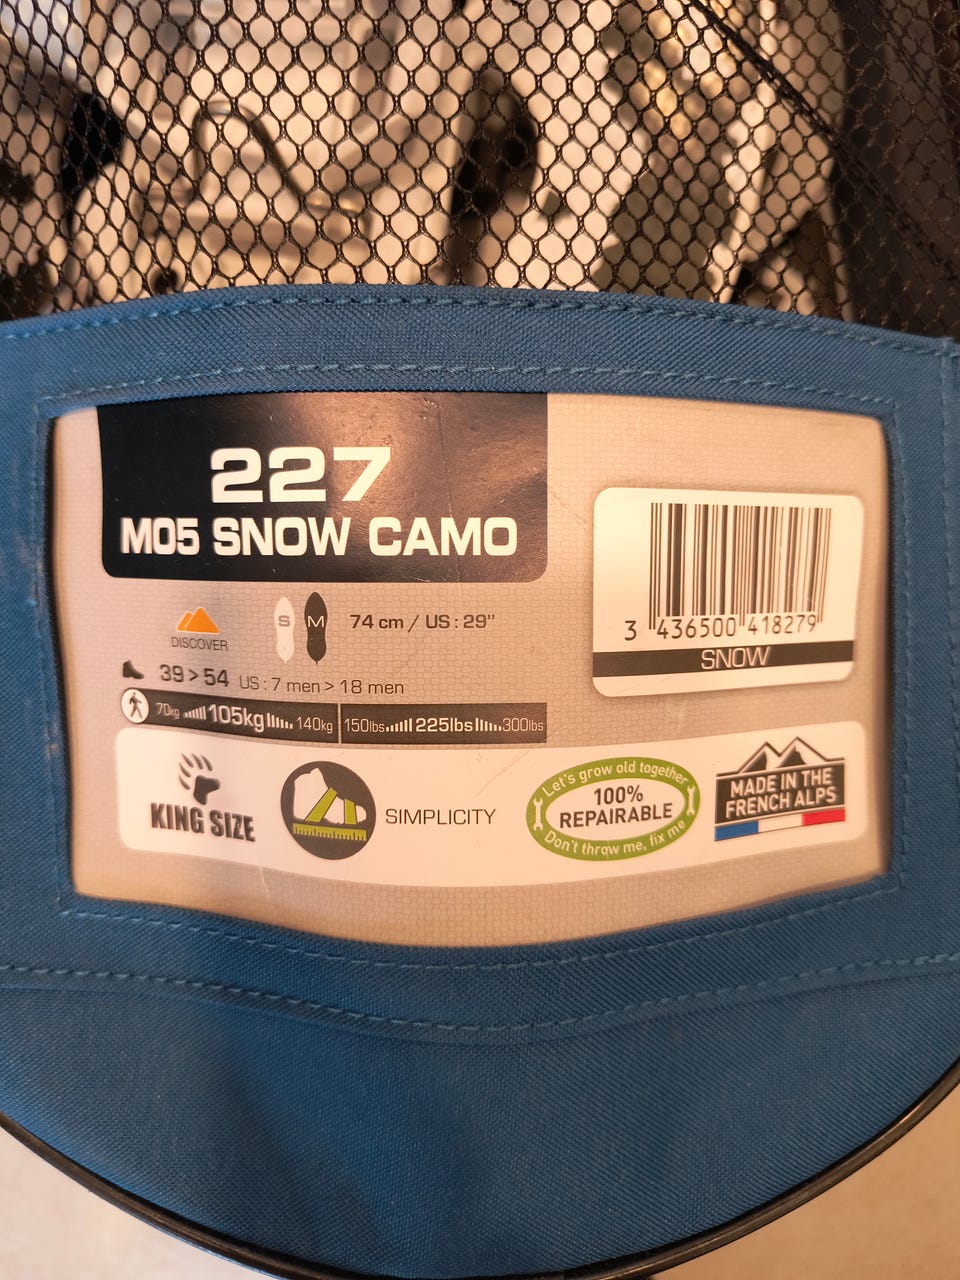 227
M05 SNOW CAMO
3 436500 418279
SNOW
DISCOVER
S
M
74 cm / US : 29"
39 > 54 US : 7 men > 18 men
70kg 105kg 140kg 150lbs 225lbs 300lbs
KING SIZE
SIMPLICITY
Let's grow old together
100%
REPAIRABLE
Don't throw me, fix me
MADE IN THE
FRENCH ALPS